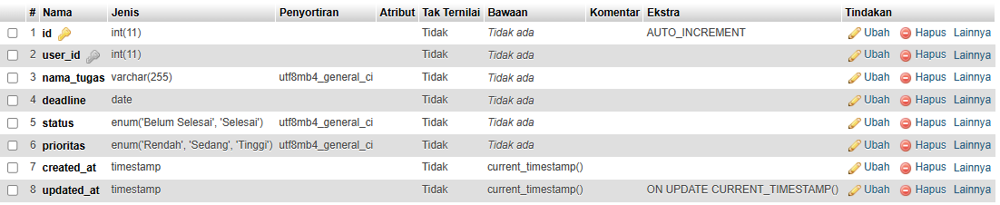 # Nama Jenis Penyortiran Atribut Tak Ternilai Bawaan Komentar Ekstra Tindakan
1 id int(11) Tidak Tidak ada AUTO_INCREMENT Ubah Hapus Lainnya
2 user_id int(11) Tidak Tidak ada Ubah Hapus Lainnya
3 nama_tugas varchar(255) utf8mb4_general_ci Tidak Tidak ada Ubah Hapus Lainnya
4 deadline date Tidak Tidak ada Ubah Hapus Lainnya
5 status enum('Belum Selesai', 'Selesai') utf8mb4_general_ci Tidak Tidak ada Ubah Hapus Lainnya
6 prioritas enum('Rendah', 'Sedang', 'Tinggi') utf8mb4_general_ci Tidak Tidak ada Ubah Hapus Lainnya
7 created_at timestamp Tidak current_timestamp() Ubah Hapus Lainnya
8 updated_at timestamp Tidak current_timestamp() ON UPDATE CURRENT_TIMESTAMP() Ubah Hapus Lainnya